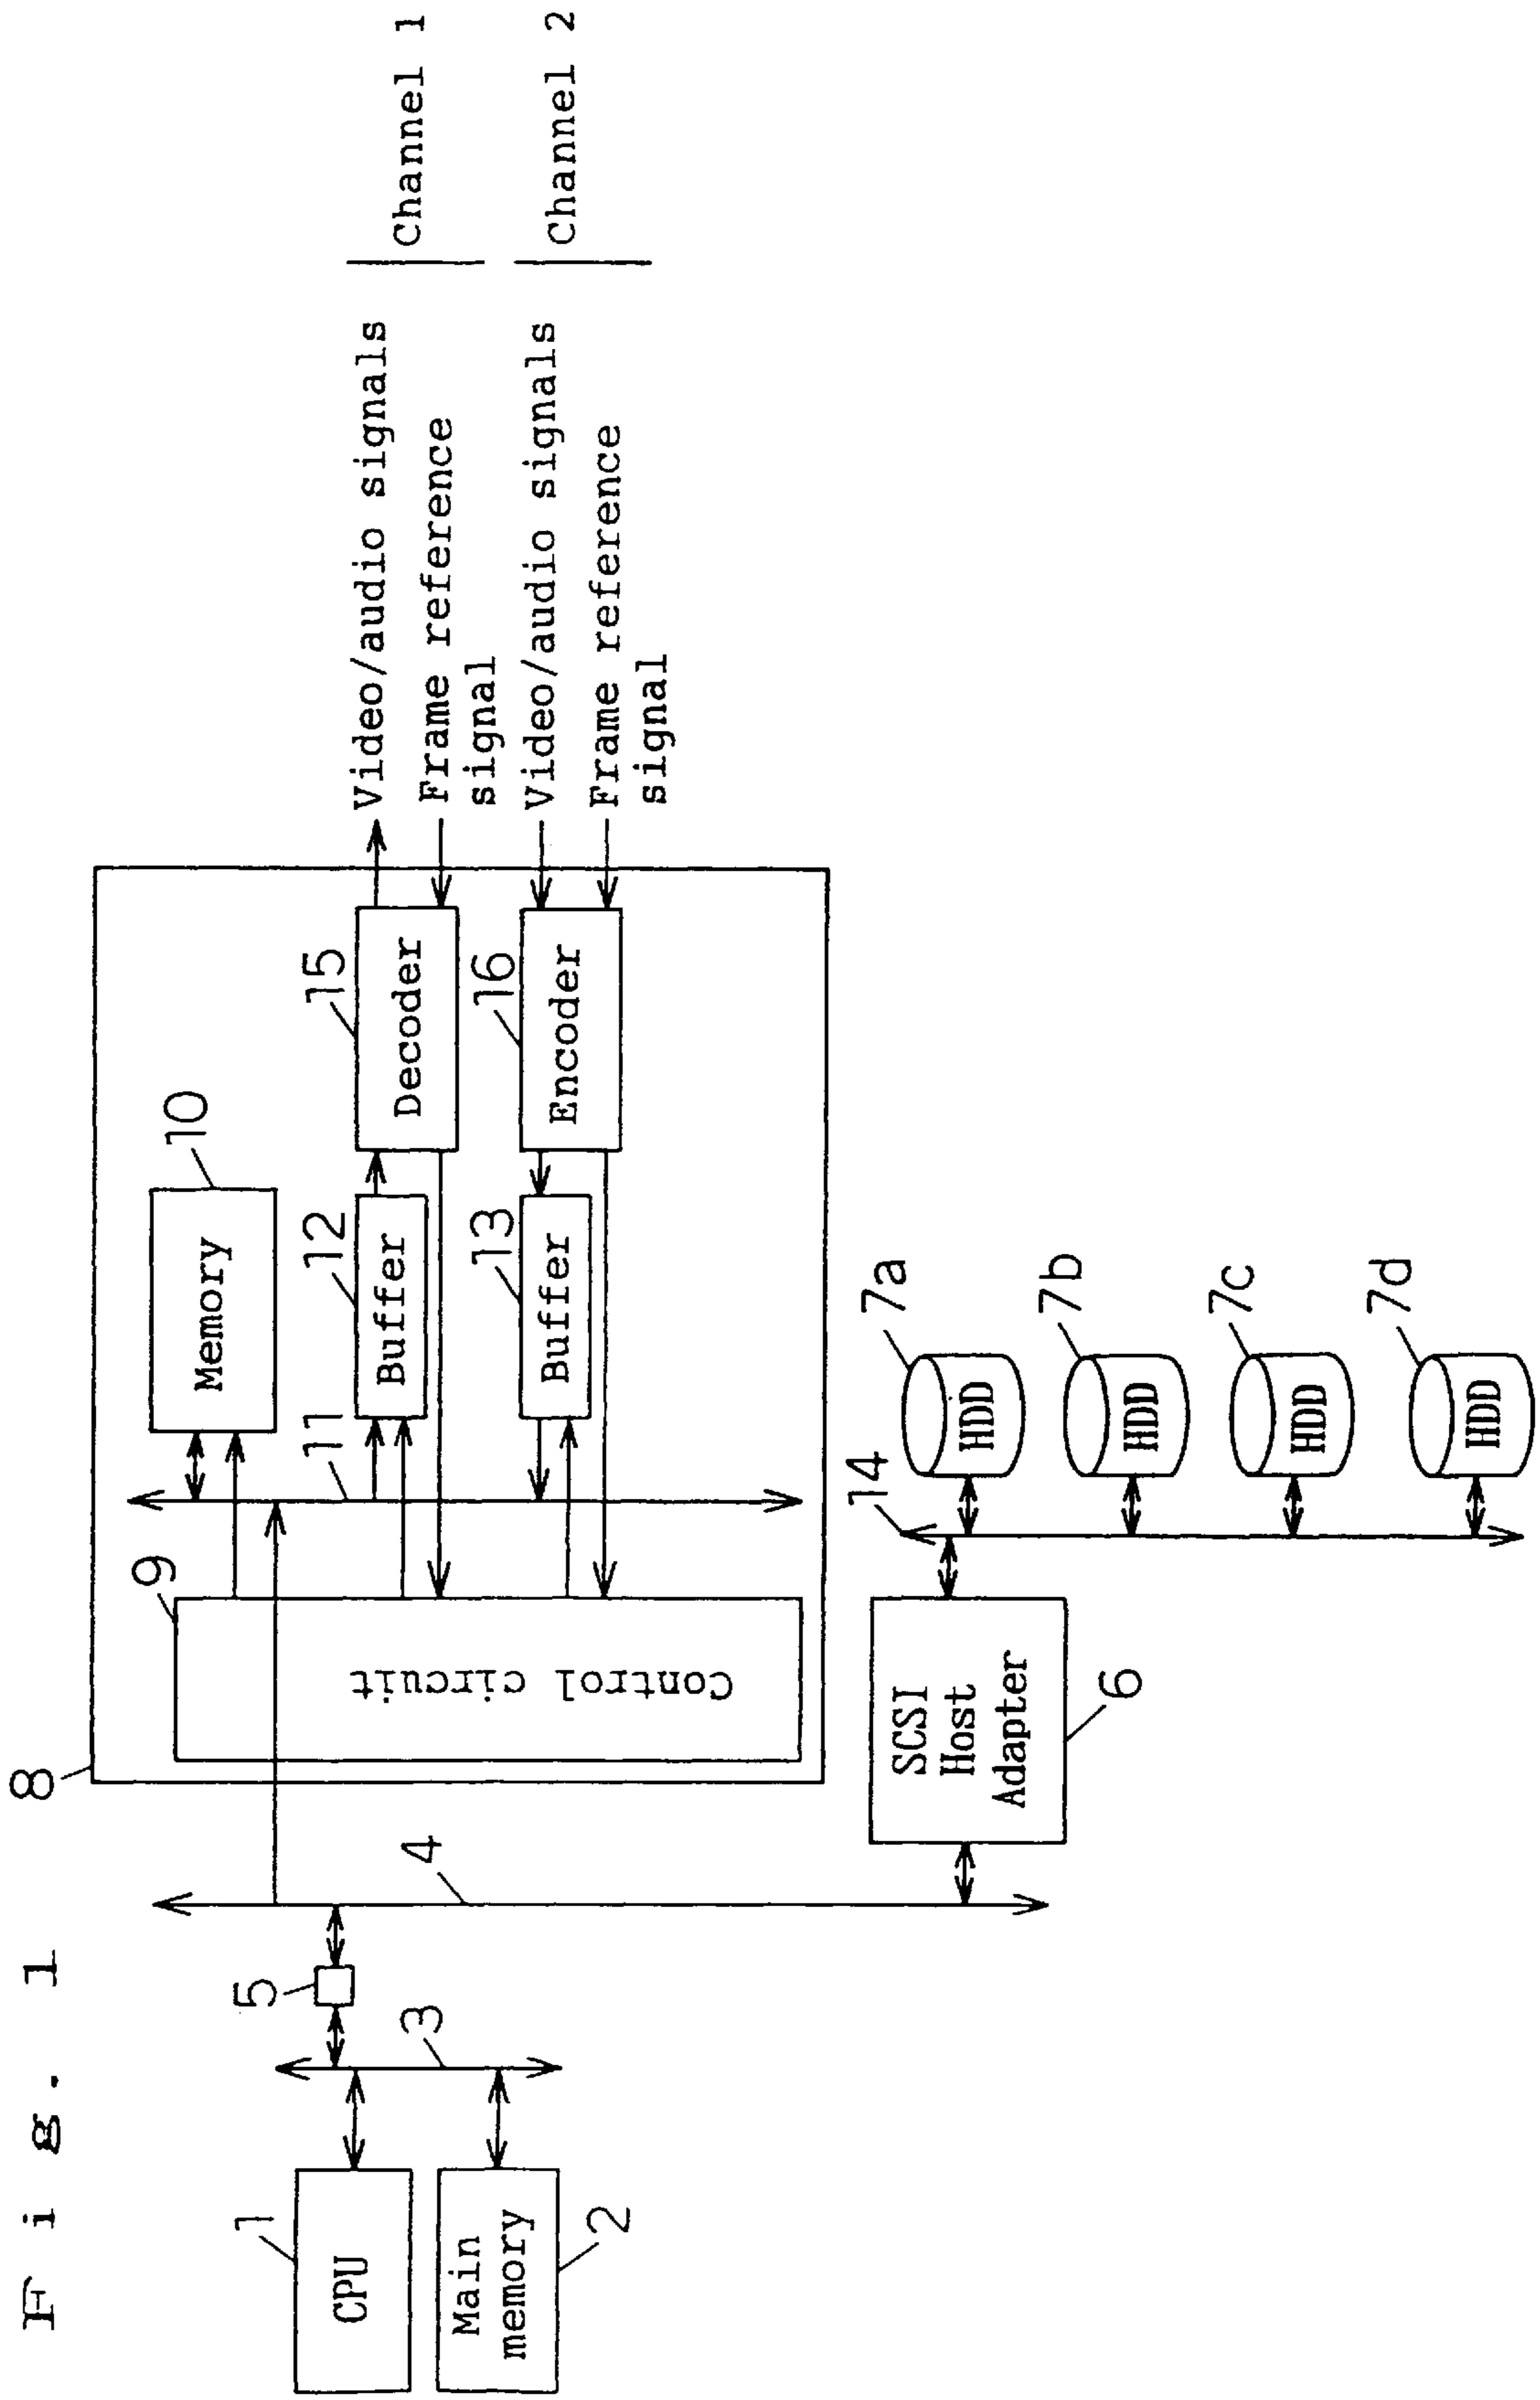 Fig. 1
1
CPU
2
Main
memory
3
5
4
8
9
Control circuit
11
10
Memory
12
Buffer
13
Buffer
15
Decoder
16
Encoder
Video/audio signals
Frame reference
signal
Channel 1
Video/audio signals
Frame reference
signal
Channel 2
SCSI
Host
Adapter
6
14
7a
HDD
7b
HDD
7c
HDD
7d
HDD